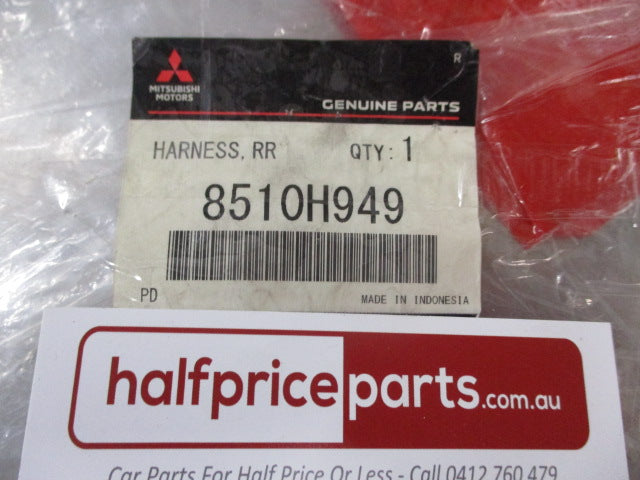 MITSUBISHI
MOTORS
R
GENUINE PARTS
HARNESS, RR QTY: 1
8510H949
PD MADE IN INDONESIA
halfpriceparts.com.au
Car Parts For Half Price Or Less - Call 0412 760 479